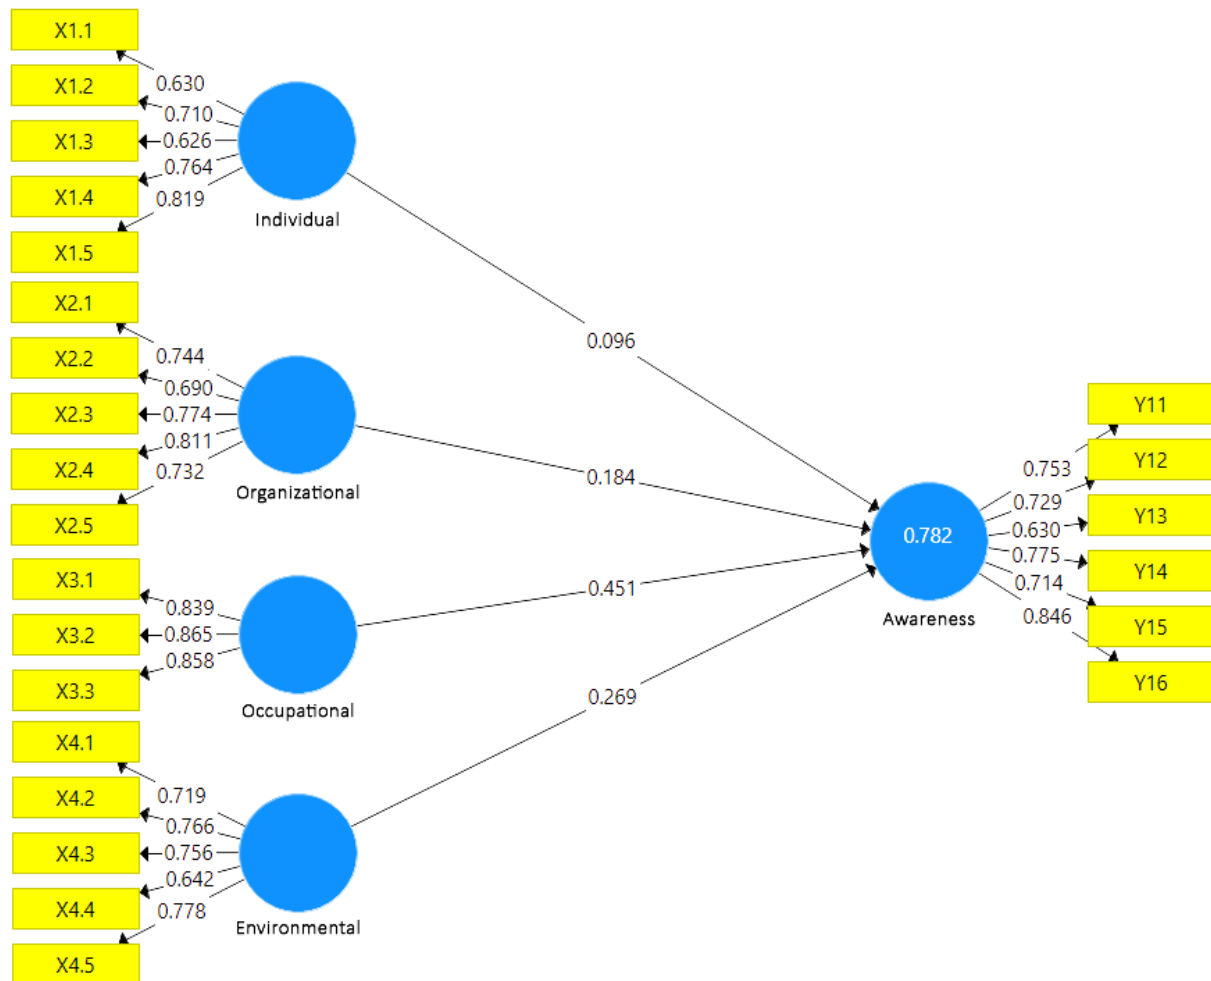 X1.1
0.630
X1.2
0.710
X1.3
0.626
X1.4
0.764
0.819
X1.5
Individual
X2.1
0.744
X2.2
0.690
X2.3
0.774
X2.4
0.811
0.732
X2.5
Organizational
X3.1
0.839
X3.2
0.865
X3.3
0.858
Occupational
X4.1
0.719
X4.2
0.766
X4.3
0.756
X4.4
0.642
0.778
X4.5
Environmental
0.096
0.184
0.451
0.269
0.782
Awareness
0.753
Y11
0.729
Y12
0.630
Y13
0.775
Y14
0.714
Y15
0.846
Y16